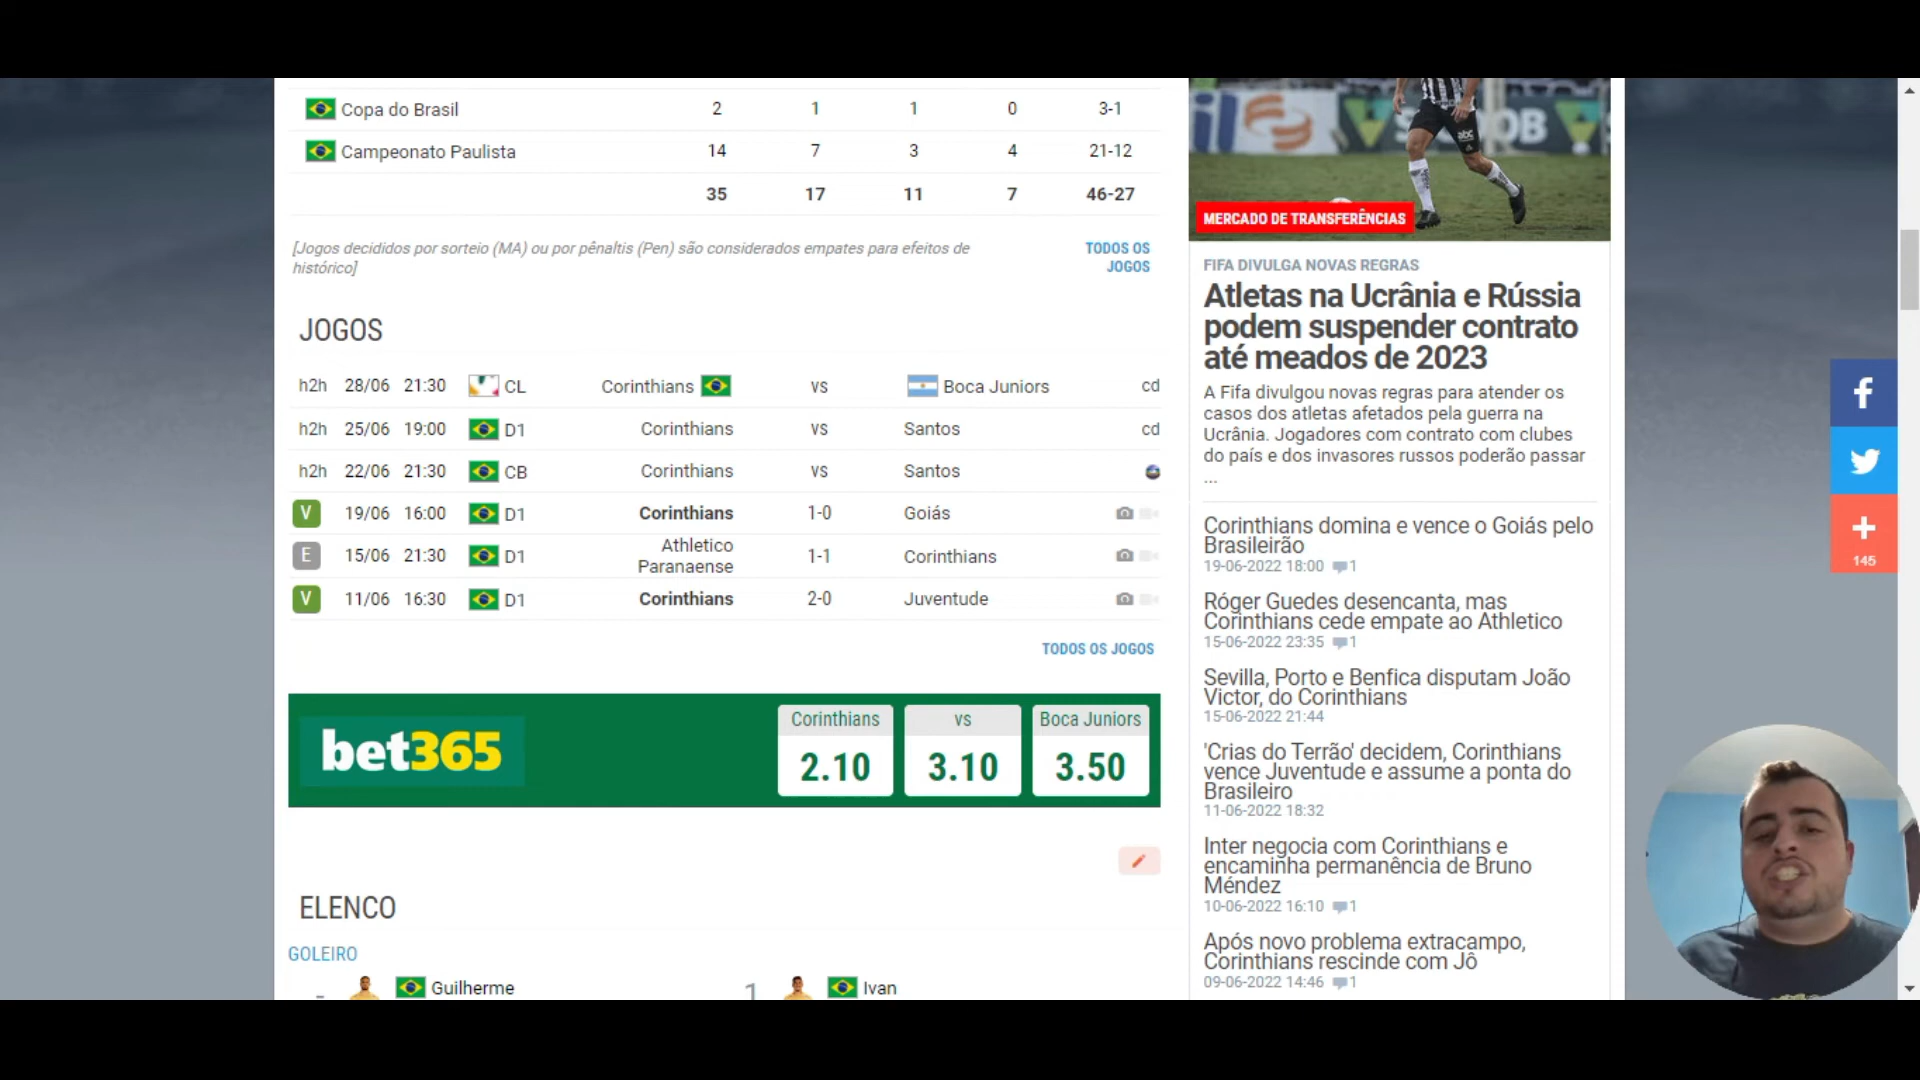 Copa do Brasil 2 1 1 0 3-1
Campeonato Paulista 14 7 3 4 21-12
35 17 11 7 46-27
[Jogos decididos por sorteio (MA) ou por pênaltis (Pen) são considerados empates para efeitos de
histórico]
TODOS OS
JOGOS
JOGOS
h2h 28/06 21:30 CL Corinthians vs Boca Juniors cd
h2h 25/06 19:00 D1 Corinthians vs Santos cd
h2h 22/06 21:30 CB Corinthians vs Santos
V 19/06 16:00 D1 Corinthians 1-0 Goiás
E 15/06 21:30 D1 Athletico
Paranaense 1-1 Corinthians
V 11/06 16:30 D1 Corinthians 2-0 Juventude
TODOS OS JOGOS
bet365
Corinthians vs Boca Juniors
2.10 3.10 3.50
ELENCO
GOLEIRO
- Guilherme 1 Ivan
abc
MERCADO DE TRANSFERÊNCIAS
FIFA DIVULGA NOVAS REGRAS
Atletas na Ucrânia e Rússia
podem suspender contrato
até meados de 2023
A Fifa divulgou novas regras para atender os
casos dos atletas afetados pela guerra na
Ucrânia. Jogadores com contrato com clubes
do país e dos invasores russos poderão passar
...
Corinthians domina e vence o Goiás pelo
Brasileirão
19-06-2022 18:00 1
Róger Guedes desencanta, mas
Corinthians cede empate ao Athletico
15-06-2022 23:35 1
Sevilla, Porto e Benfica disputam João
Victor, do Corinthians
15-06-2022 21:44
'Crias do Terrão' decidem, Corinthians
vence Juventude e assume a ponta do
Brasileiro
11-06-2022 18:32
Inter negocia com Corinthians e
encaminha permanência de Bruno
Méndez
10-06-2022 16:10 1
Após novo problema extracampo,
Corinthians rescinde com Jô
09-06-2022 14:46 1
145